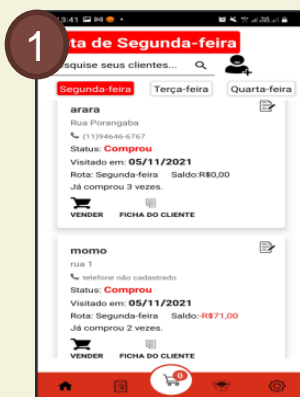 1
3:41
ta de Segunda-feira
esquise seus clientes...
Segunda-feira Terça-feira Quarta-feira
arara
Rua Porangaba
(11)94646-6767
Status: Comprou
Visitado em: 05/11/2021
Rota: Segunda-feira Saldo:R$0,00
Já comprou 3 vezes.
VENDER FICHA DO CLIENTE
momo
rua 1
telefone não cadastrado
Status: Comprou
Visitado em: 05/11/2021
Rota: Segunda-feira Saldo:-R$71,00
Já comprou 2 vezes.
VENDER FICHA DO CLIENTE
0